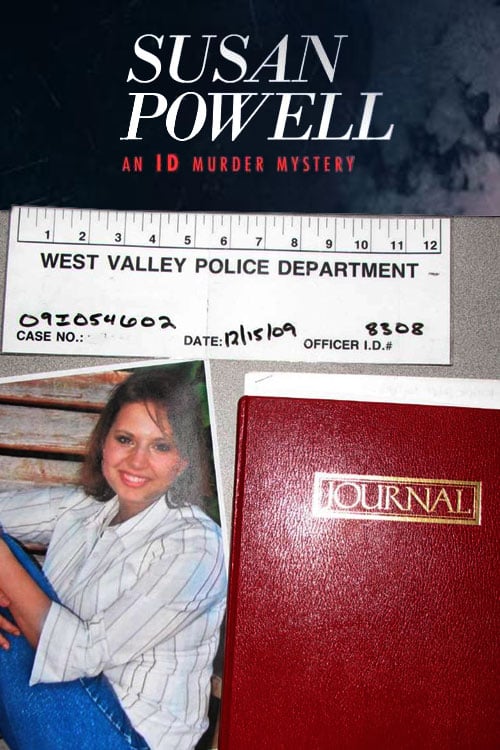 SUSAN
POWELL
AN ID MURDER MYSTERY
1 2 3 4 5 6 7 8 9 10 11 12
WEST VALLEY POLICE DEPARTMENT
09I054602 8308
CASE NO.: DATE: 12/15/09 OFFICER I.D.#
JOURNAL